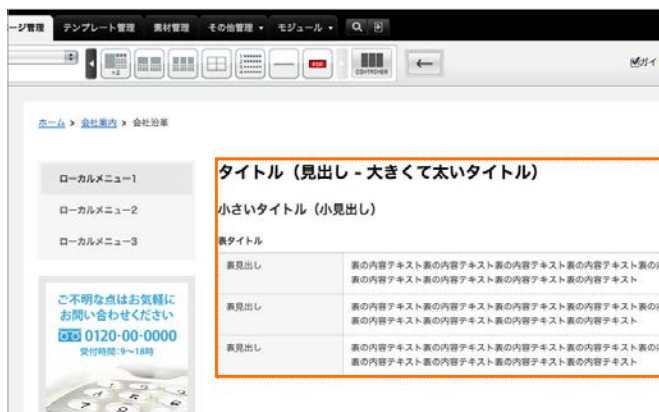 ージ管理 テンプレート管理 素材管理 その他管理 モジュール
×2 PDF CONTAINER ガイ
ホーム > 会社案内 > 会社沿革
ローカルメニュー1
ローカルメニュー2
ローカルメニュー3
ご不明な点はお気軽に
お問い合わせください
0120-00-0000
受付時間:9〜18時
タイトル（見出し - 大きくて太いタイトル）
小さいタイトル（小見出し）
表タイトル
表見出し 表の内容テキスト表の内容テキスト表の内容テキスト表の内容テキスト表の
表の内容テキスト表の内容テキスト表の内容テキスト表の内容テキスト
表見出し 表の内容テキスト表の内容テキスト表の内容テキスト表の内容テキスト表の
表の内容テキスト表の内容テキスト表の内容テキスト表の内容テキスト
表見出し 表の内容テキスト表の内容テキスト表の内容テキスト表の内容テキスト表の
表の内容テキスト表の内容テキスト表の内容テキスト表の内容テキスト